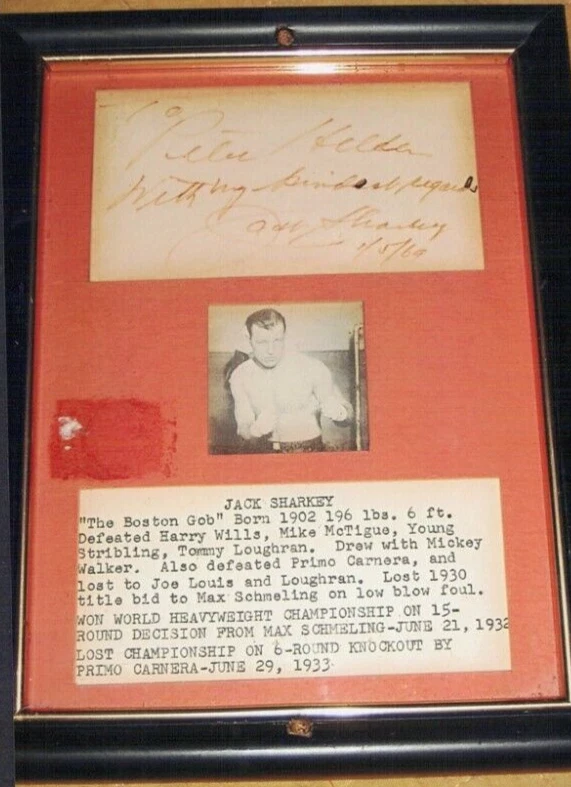 To
Peter Helder
With my kindest regards
Jack Sharkey
1/5/69
JACK SHARKEY
"The Boston Gob" Born 1902 196 lbs. 6 ft.
Defeated Harry Wills, Mike McTigue, Young
Stribling, Tommy Loughran. Drew with Mickey
Walker. Also defeated Primo Carnera, and
lost to Joe Louis and Loughran. Lost 1930
title bid to Max Schmeling on low blow foul.
WON WORLD HEAVYWEIGHT CHAMPIONSHIP ON 15-
ROUND DECISION FROM MAX SCHMELING-JUNE 21, 1932
LOST CHAMPIONSHIP ON 6-ROUND KNOCKOUT BY
PRIMO CARNERA-JUNE 29, 1933